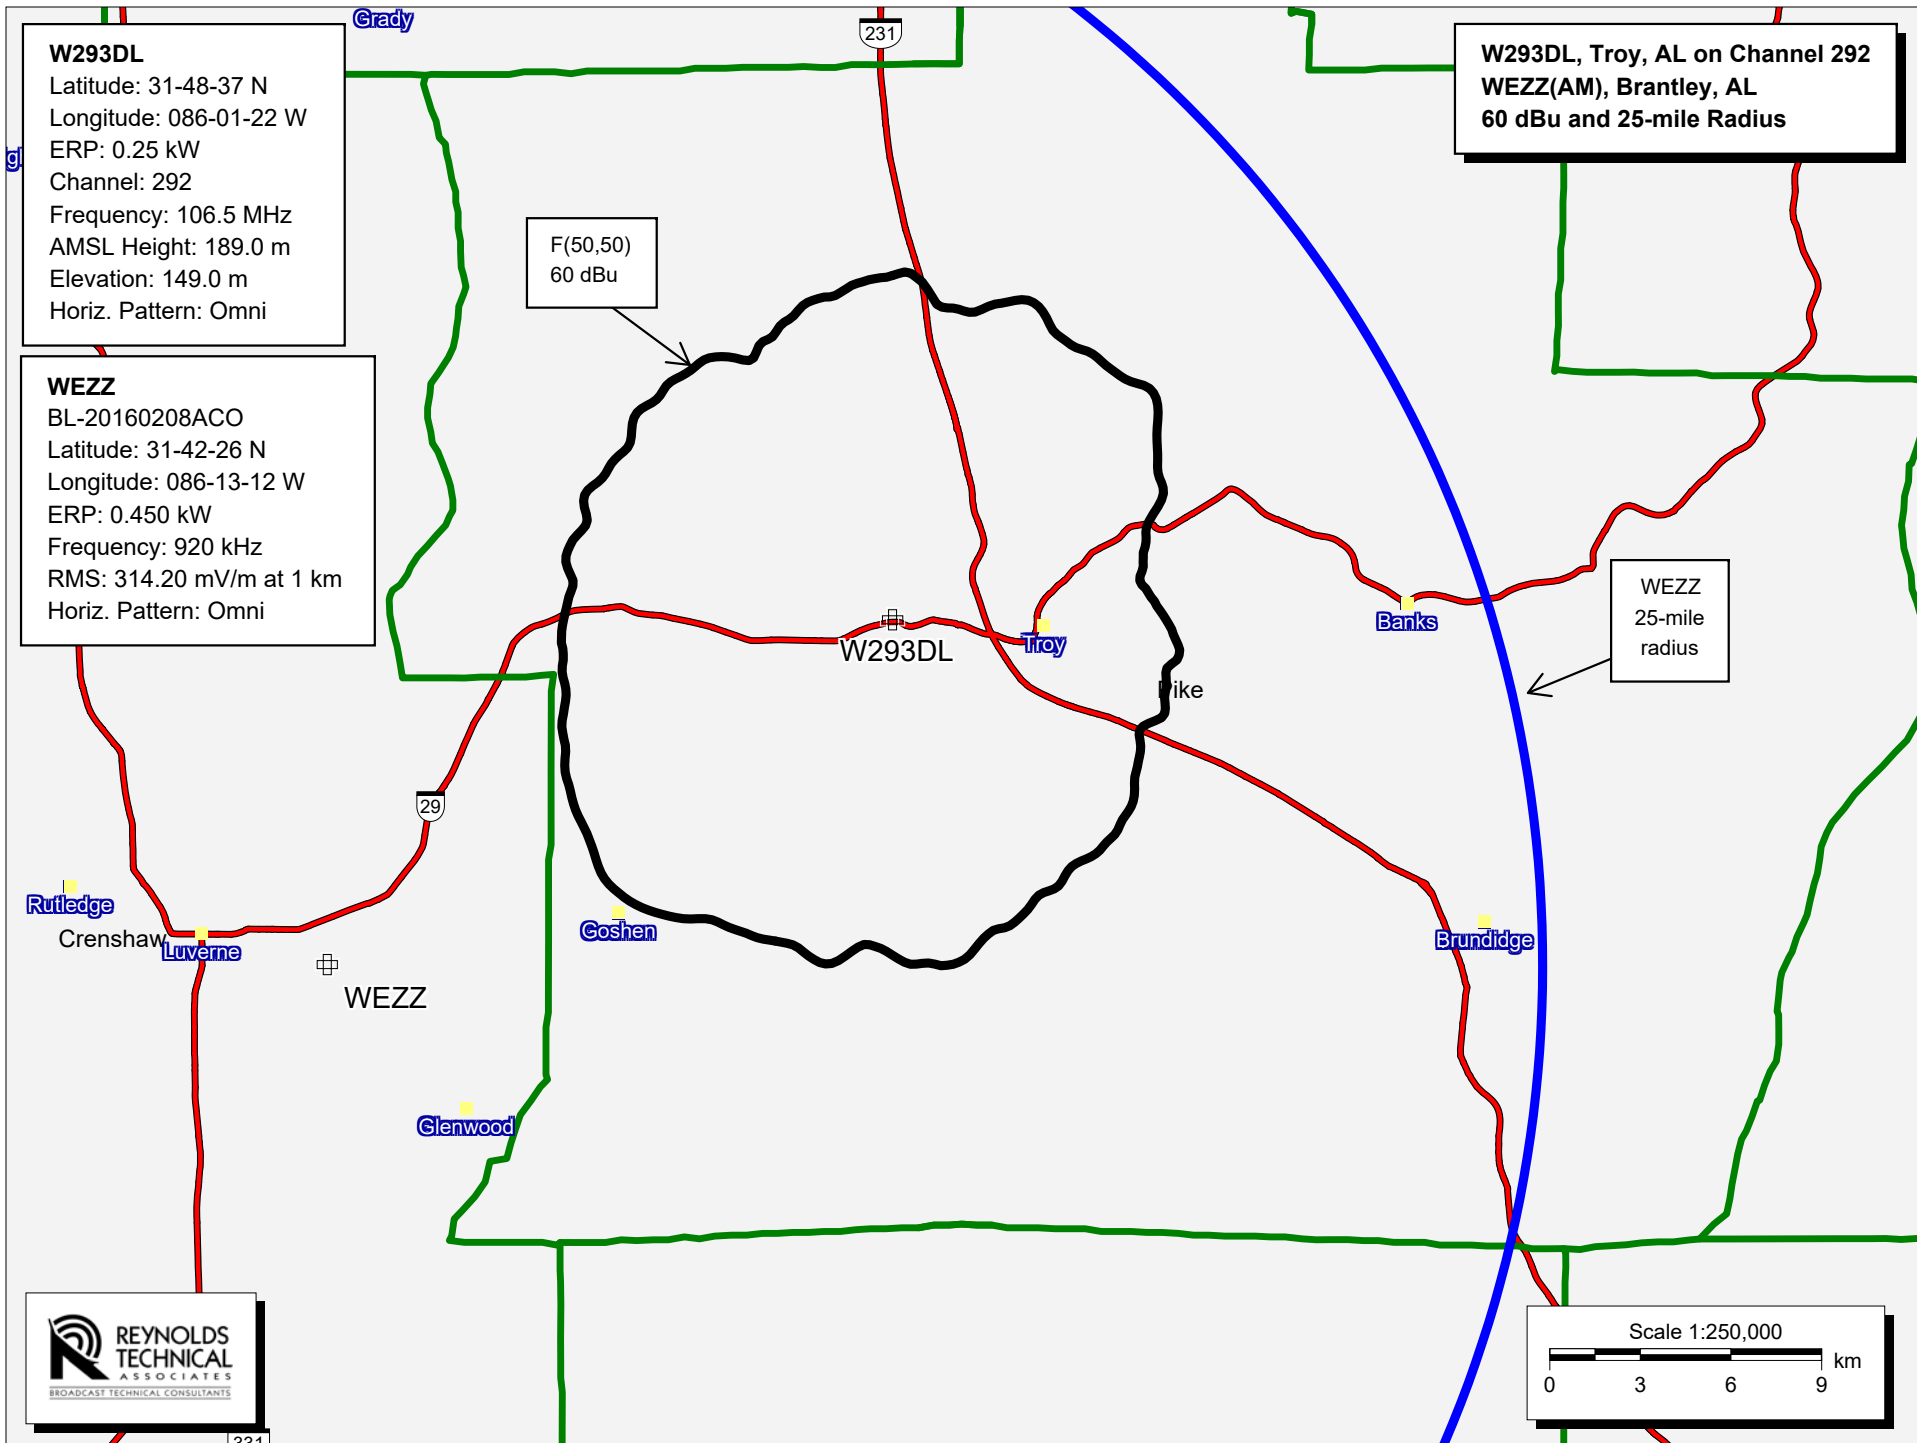 Grady
231
W293DL
Latitude: 31-48-37 N
Longitude: 086-01-22 W
ERP: 0.25 kW
Channel: 292
Frequency: 106.5 MHz
AMSL Height: 189.0 m
Elevation: 149.0 m
Horiz. Pattern: Omni
W293DL, Troy, AL on Channel 292
WEZZ(AM), Brantley, AL
60 dBu and 25-mile Radius
F(50,50)
60 dBu
WEZZ
BL-20160208ACO
Latitude: 31-42-26 N
Longitude: 086-13-12 W
ERP: 0.450 kW
Frequency: 920 kHz
RMS: 314.20 mV/m at 1 km
Horiz. Pattern: Omni
WEZZ
25-mile
radius
Banks
Troy
W293DL
Pike
29
Rutledge
Crenshaw
Luverne
Goshen
Brundidge
WEZZ
Glenwood
REYNOLDS
TECHNICAL
ASSOCIATES
BROADCAST TECHNICAL CONSULTANTS
Scale 1:250,000
km
0 3 6 9
331